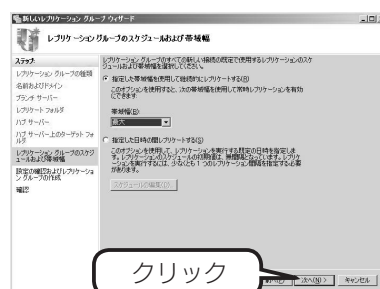 新しいレプリケーション グループ ウィザード
レプリケーション グループのスケジュールおよび帯域幅
ステップ:
レプリケーション グループの種類
名前およびドメイン
ブランチ サーバー
レプリケート フォルダ
ハブ サーバー
ハブ サーバー上のターゲット フォルダ
レプリケーション グループのスケジュールおよび帯域幅
設定の確認およびレプリケーション グループの作成
確認
レプリケーション グループのすべての新しい接続の既定で使用するレプリケーションのスケジュールおよび帯域幅を選択してください。
指定した帯域幅を使用して継続的にレプリケートする(R)
このオプションを使用すると、次の帯域幅を使用して常時レプリケーションを有効にできます:
帯域幅(B):
最大
指定した日時の間レプリケートする(S)
このオプションを使用して、レプリケーションを実行する既定の日時を指定します。レプリケーションのスケジュールの初期値は、無間隔となっています。レプリケーションを実行するには、少なくとも 1 つのレプリケーション間隔を指定する必要があります。
スケジュールの編集(D)...
次へ(N) >
キャンセル
クリック